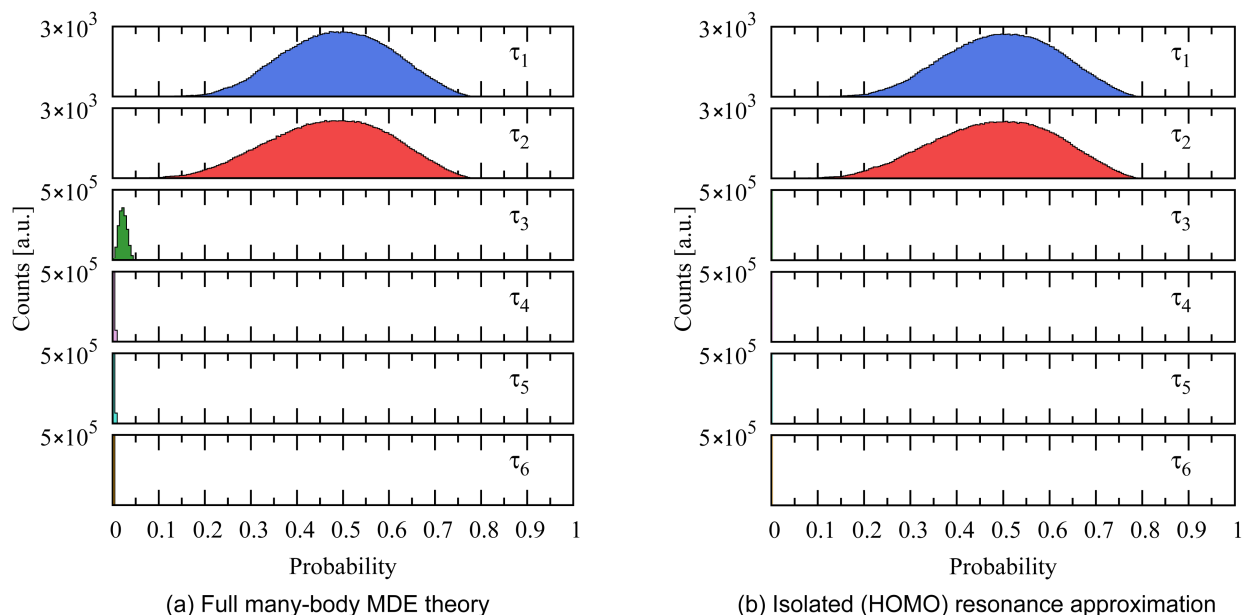 3×10³
τ₁
3×10³
τ₂
5×10⁵
τ₃
5×10⁵
τ₄
5×10⁵
τ₅
5×10⁵
τ₆
Counts [a.u.]
0 0.1 0.2 0.3 0.4 0.5 0.6 0.7 0.8 0.9 1
Probability
(a) Full many-body MDE theory
3×10³
τ₁
3×10³
τ₂
5×10⁵
τ₃
5×10⁵
τ₄
5×10⁵
τ₅
5×10⁵
τ₆
Counts [a.u.]
0 0.1 0.2 0.3 0.4 0.5 0.6 0.7 0.8 0.9 1
Probability
(b) Isolated (HOMO) resonance approximation